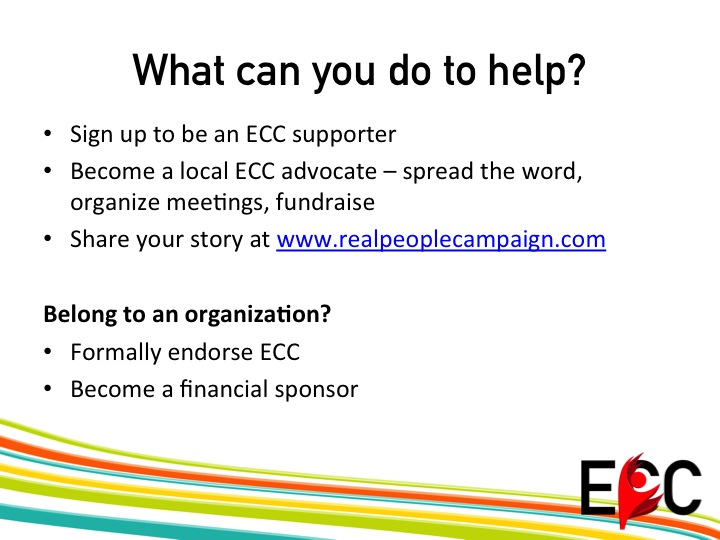 What can you do to help?
• Sign up to be an ECC supporter
• Become a local ECC advocate – spread the word,
organize meetings, fundraise
• Share your story at www.realpeoplecampaign.com
Belong to an organization?
• Formally endorse ECC
• Become a financial sponsor
ECC